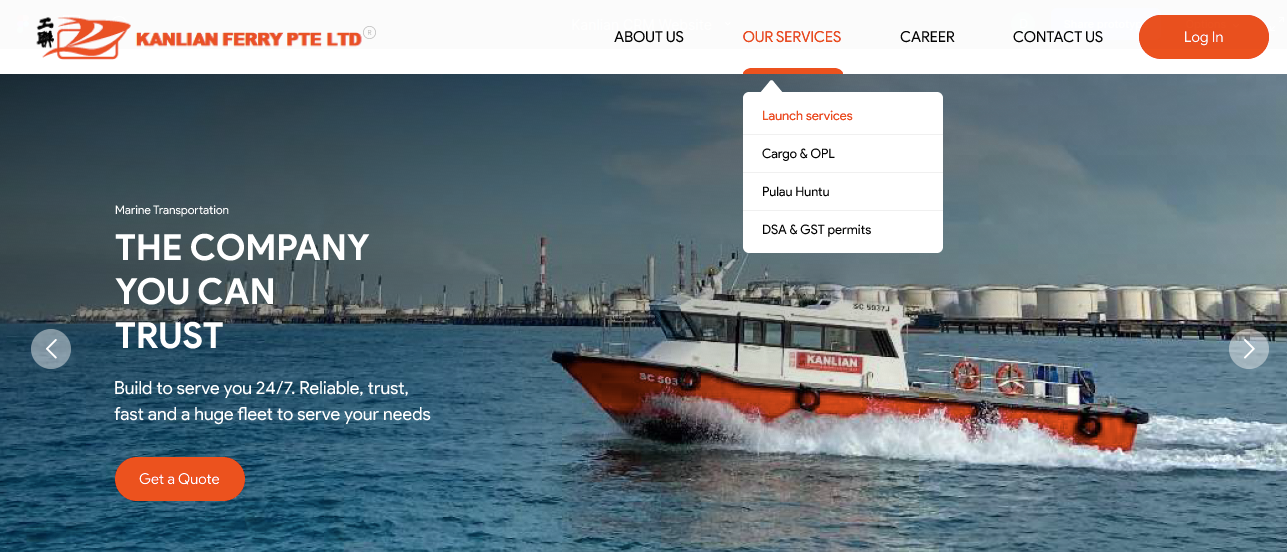 工聯
KANLIAN FERRY PTE LTD®
ABOUT US
OUR SERVICES
CAREER
CONTACT US
Log In
Launch services
Cargo & OPL
Pulau Huntu
DSA & GST permits
Marine Transportation
THE COMPANY
YOU CAN
TRUST
Build to serve you 24/7. Reliable, trust,
fast and a huge fleet to serve your needs
Get a Quote
SC 5037J
KANLIAN
SC 503